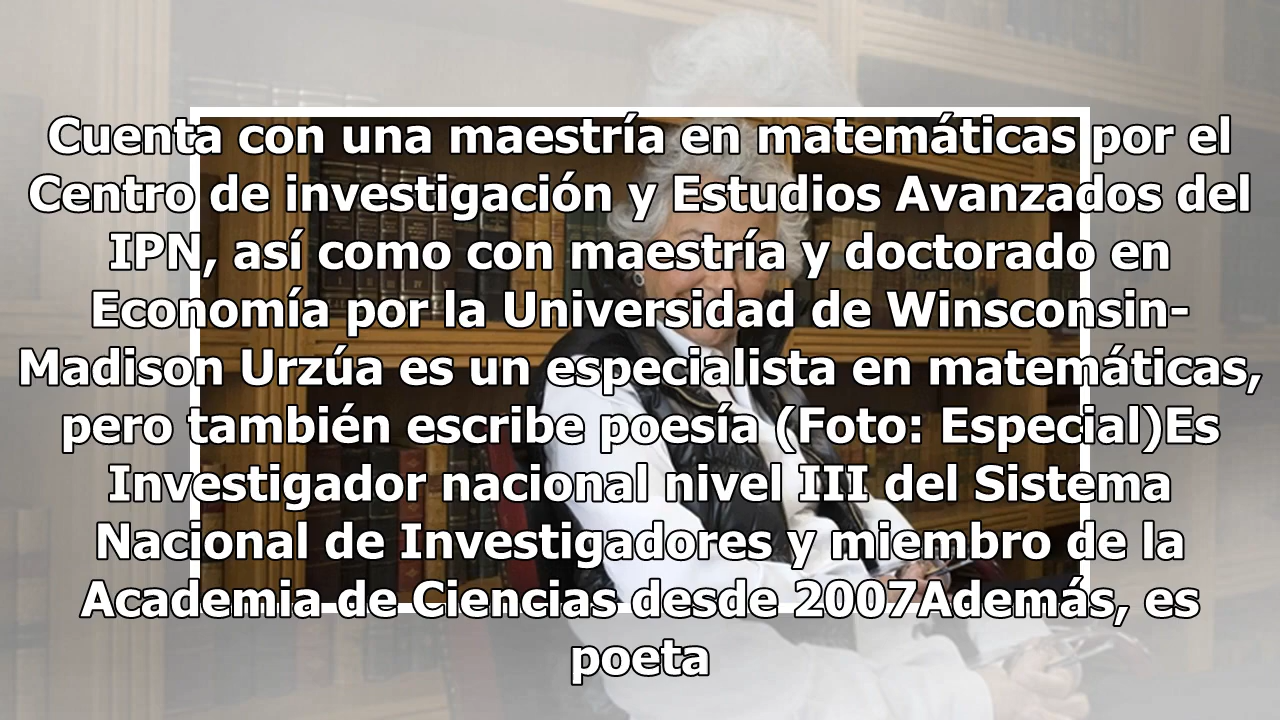 Cuenta con una maestría en matemáticas por el
Centro de investigación y Estudios Avanzados del
IPN, así como con maestría y doctorado en
Economía por la Universidad de Winsconsin-
Madison Urzúa es un especialista en matemáticas,
pero también escribe poesía (Foto: Especial)Es
Investigador nacional nivel III del Sistema
Nacional de Investigadores y miembro de la
Academia de Ciencias desde 2007Además, es
poeta